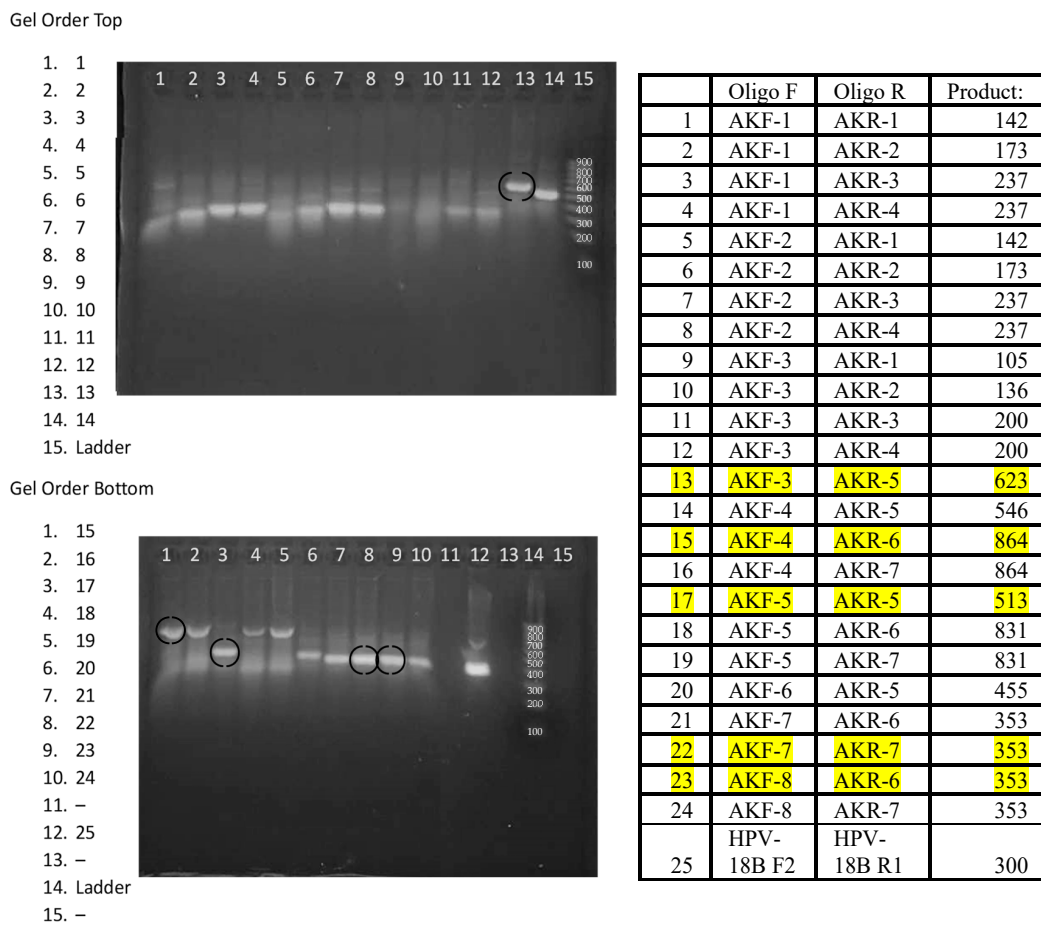 Gel Order Top
1. 1
2. 2
3. 3
4. 4
5. 5
6. 6
7. 7
8. 8
9. 9
10. 10
11. 11
12. 12
13. 13
14. 14
15. Ladder
1 2 3 4 5 6 7 8 9 10 11 12 13 14 15
900
800
700
600
500
400
300
200
100
Gel Order Bottom
1. 15
2. 16
3. 17
4. 18
5. 19
6. 20
7. 21
8. 22
9. 23
10. 24
11. –
12. 25
13. –
14. Ladder
15. –
1 2 3 4 5 6 7 8 9 10 11 12 13 14 15
900
800
700
600
500
400
300
200
100
Oligo F Oligo R Product:
1 AKF-1 AKR-1 142
2 AKF-1 AKR-2 173
3 AKF-1 AKR-3 237
4 AKF-1 AKR-4 237
5 AKF-2 AKR-1 142
6 AKF-2 AKR-2 173
7 AKF-2 AKR-3 237
8 AKF-2 AKR-4 237
9 AKF-3 AKR-1 105
10 AKF-3 AKR-2 136
11 AKF-3 AKR-3 200
12 AKF-3 AKR-4 200
13 AKF-3 AKR-5 623
14 AKF-4 AKR-5 546
15 AKF-4 AKR-6 864
16 AKF-4 AKR-7 864
17 AKF-5 AKR-5 513
18 AKF-5 AKR-6 831
19 AKF-5 AKR-7 831
20 AKF-6 AKR-5 455
21 AKF-7 AKR-6 353
22 AKF-7 AKR-7 353
23 AKF-8 AKR-6 353
24 AKF-8 AKR-7 353
HPV- HPV-
25 18B F2 18B R1 300